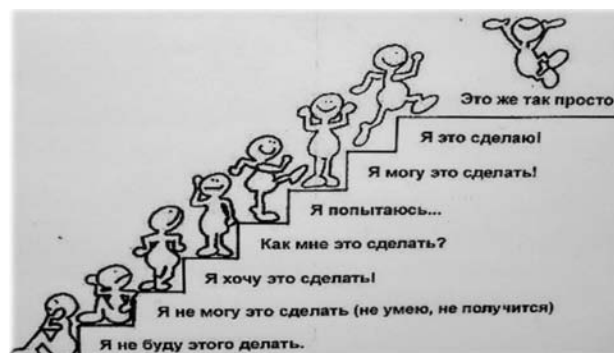 Это же так просто
Я это сделаю!
Я могу это сделать!
Я попытаюсь...
Как мне это сделать?
Я хочу это сделать!
Я не могу это сделать (не умею, не получится)
Я не буду этого делать.